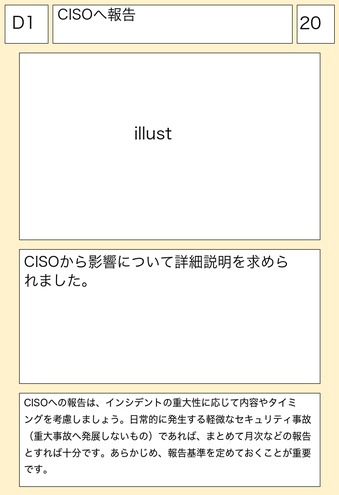 D1
CISOへ報告
20
illust
CISOから影響について詳細説明を求めら
れました。
CISOへの報告は、インシデントの重大性に応じて内容やタイミ
ングを考慮しましょう。日常的に発生する軽微なセキュリティ事故
（重大事故へ発展しないもの）であれば、まとめて月次などの報告
とすれば十分です。あらかじめ、報告基準を定めておくことが重要
です。